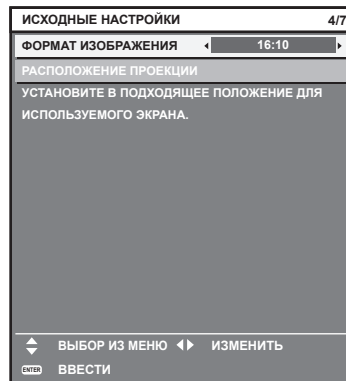 ИСХОДНЫЕ НАСТРОЙКИ 4/7
ФОРМАТ ИЗОБРАЖЕНИЯ 16:10
РАСПОЛОЖЕНИЕ ПРОЕКЦИИ
УСТАНОВИТЕ В ПОДХОДЯЩЕЕ ПОЛОЖЕНИЕ ДЛЯ
ИСПОЛЬЗУЕМОГО ЭКРАНА.
ВЫБОР ИЗ МЕНЮ ИЗМЕНИТЬ
ENTER ВВЕСТИ